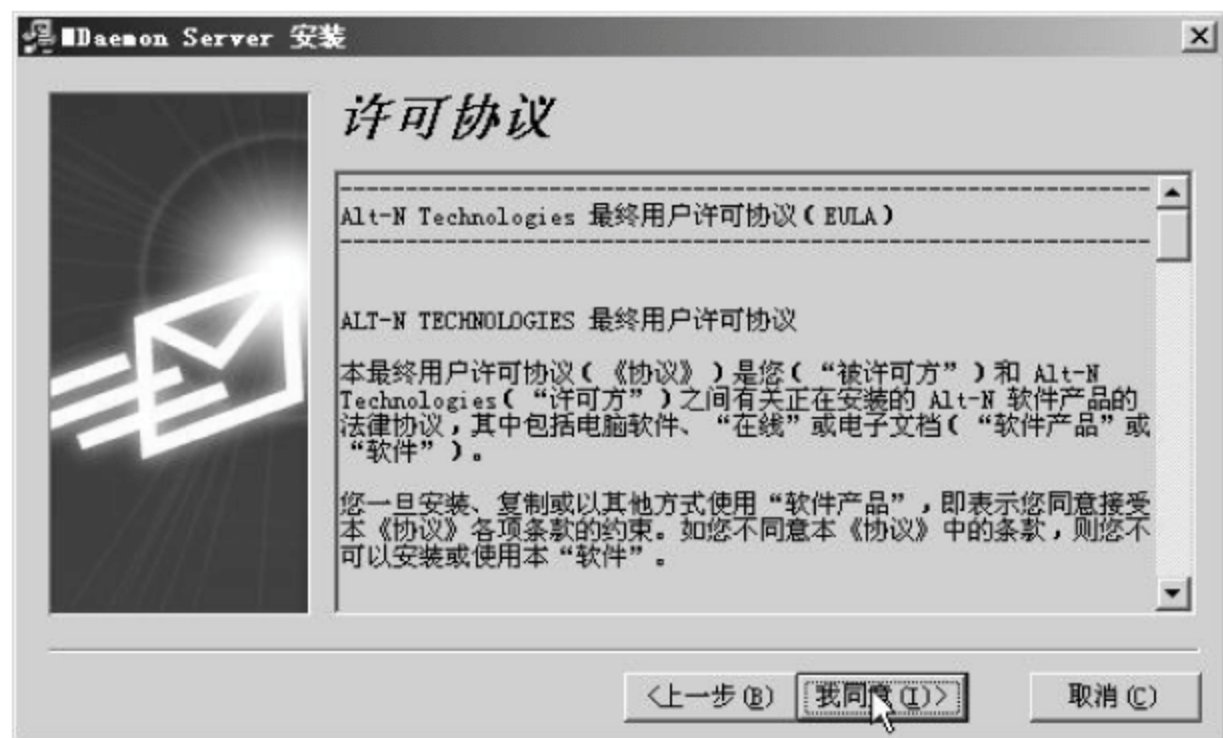 MDaemon Server 安装
许可协议
--------------------------------------------------------------
Alt-N Technologies 最终用户许可协议( EULA )
--------------------------------------------------------------
ALT-N TECHNOLOGIES 最终用户许可协议
本最终用户许可协议( 《协议》 ) 是您( “被许可方” ) 和 Alt-N
Technologies( “许可方” ) 之间有关正在安装的 Alt-N 软件产品的
法律协议，其中包括电脑软件、“在线”或电子文档( “软件产品”或
“软件” ) 。
您一旦安装、复制或以其他方式使用“软件产品”，即表示您同意接受
本《协议》各项条款的约束。如您不同意本《协议》中的条款，则您不
可以安装或使用本“软件”。
<上一步(B) 我同意(I)> 取消(C)